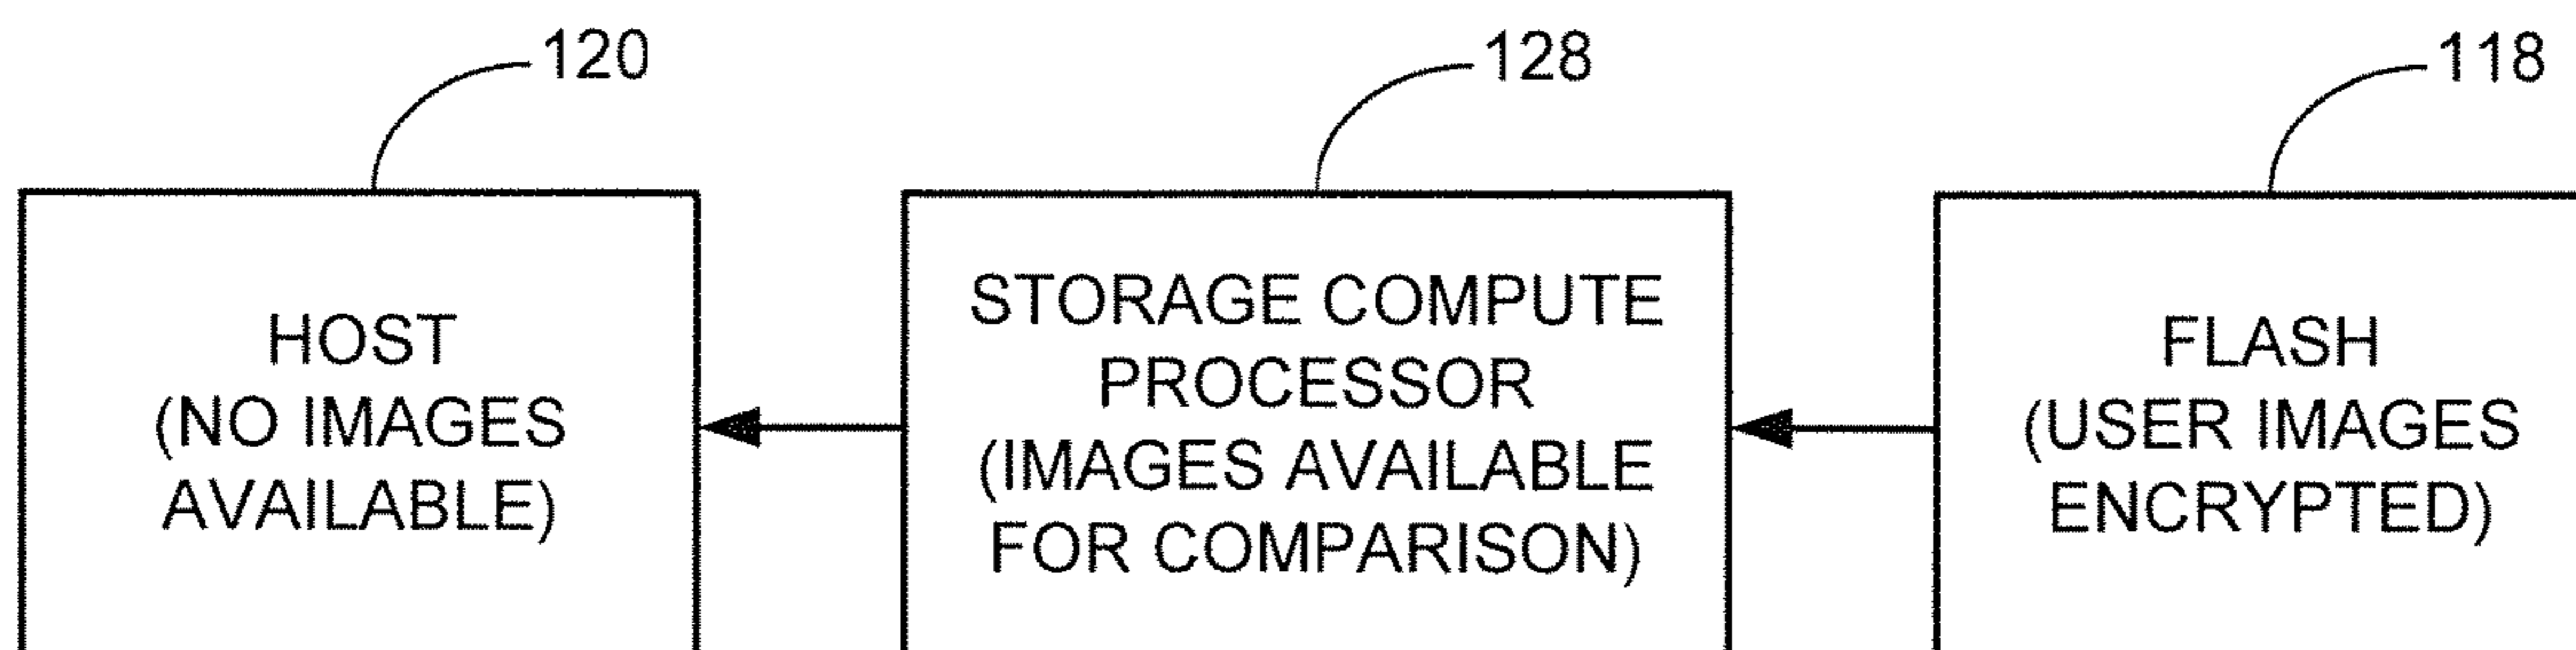 120
128
118
HOST
(NO IMAGES
AVAILABLE)
STORAGE COMPUTE
PROCESSOR
(IMAGES AVAILABLE
FOR COMPARISON)
FLASH
(USER IMAGES
ENCRYPTED)